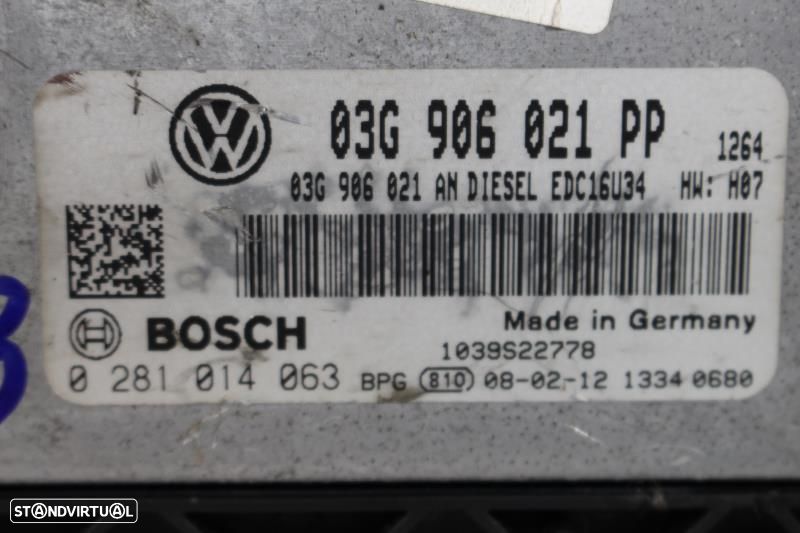 03G 906 021 PP 1264
03G 906 021 AN DIESEL EDC16U34 HW: H07
BOSCH Made in Germany
1039S22778
0 281 014 063 BPG 810 08-02-12 1334 0680
STANDVIRTUAL